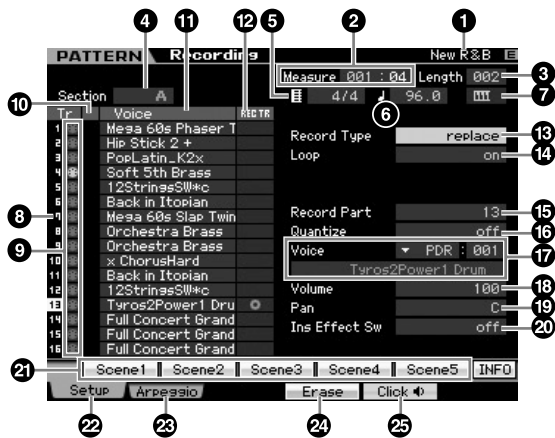 4 11 12 5 2 1
PATTERN Recording New R&B E
Measure 001 : 04 Length 002 3
Section A 4/4 96.0 7
6
10 Tr Voice REC TR
1 Mega 60s Phaser T
2 Hip Stick 2 + Record Type replace 13
3 PopLatin_K2x Loop on 14
4 Soft 5th Brass
5 12StringsSW*c
6 Back in Itopian
8 7 Mega 60s Slap Twin Record Part 13 15
8 Orchestra Brass Quantize off 16
9 9 Orchestra Brass Voice PDR : 001 17
10 x ChorusHard Tyros2Power1 Drum
11 Back in Itopian
12 12StringsSW*c Volume 100 18
13 Tyros2Power1 Dru Pan C 19
14 Full Concert Grand Ins Effect Sw off 20
15 Full Concert Grand
16 Full Concert Grand
21 Scene1 Scene2 Scene3 Scene4 Scene5 INFO
Setup Arpeggio Erase Click
22 23 24 25